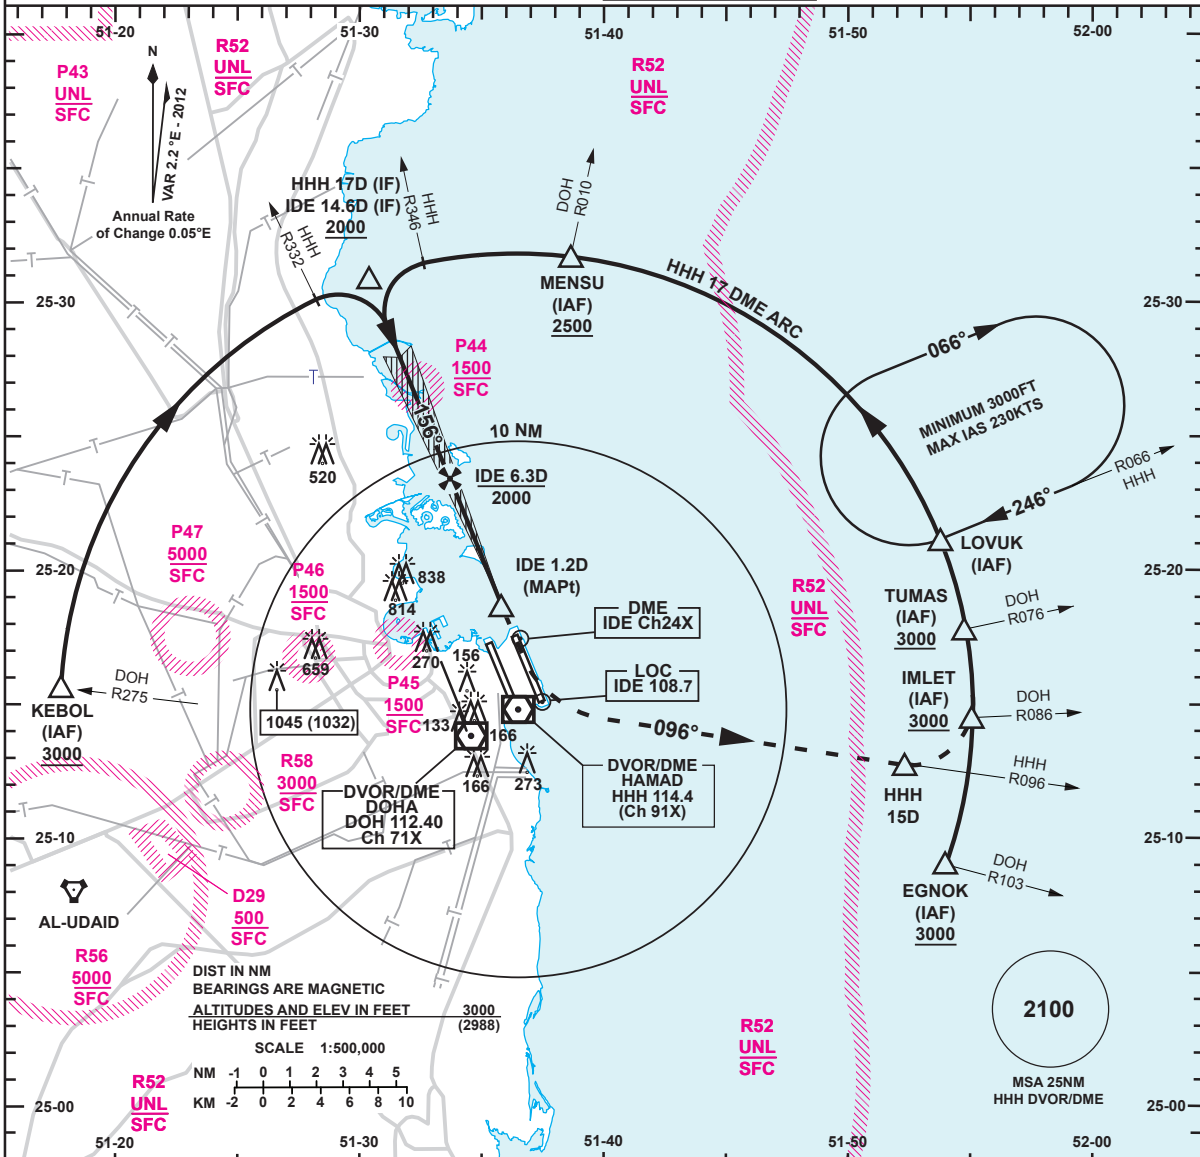 51-20
51-30
51-40
51-50
52-00
P43
UNL
SFC
N
VAR 2.2 °E - 2012
Annual Rate
of Change 0.05°E
R52
UNL
SFC
R52
UNL
SFC
HHH 17D (IF)
IDE 14.6D (IF)
2000
HHH
R332
HHH
R346
DOH
R010
MENSU
(IAF)
2500
HHH 17 DME ARC
25-30
25-30
P44
1500
SFC
156°
10 NM
066°
MINIMUM 3000FT
MAX IAS 230KTS
246°
R066
HHH
LOVUK
(IAF)
520
IDE 6.3D
2000
P47
5000
SFC
P46
1500
SFC
25-20
25-20
838
814
IDE 1.2D
(MAPt)
R52
UNL
SFC
TUMAS
(IAF)
3000
DOH
R076
DME
IDE Ch24X
LOC
IDE 108.7
659
270
156
P45
1500
SFC
133
166
IMLET
(IAF)
3000
DOH
R086
DOH
R275
KEBOL
(IAF)
3000
1045 (1032)
096°
HHH
R096
HHH
15D
R58
3000
SFC
DVOR/DME
DOHA
DOH 112.40
Ch 71X
166
273
DVOR/DME
HAMAD
HHH 114.4
(Ch 91X)
25-10
25-10
DOH
R103
EGNOK
(IAF)
3000
AL-UDAID
D29
500
SFC
R56
5000
SFC
DIST IN NM
BEARINGS ARE MAGNETIC
ALTITUDES AND ELEV IN FEET 3000
HEIGHTS IN FEET (2988)
SCALE 1:500,000
NM -1 0 1 2 3 4 5
KM -2 0 2 4 6 8 10
R52
UNL
SFC
R52
UNL
SFC
2100
MSA 25NM
HHH DVOR/DME
25-00
25-00
51-20
51-30
51-40
51-50
52-00